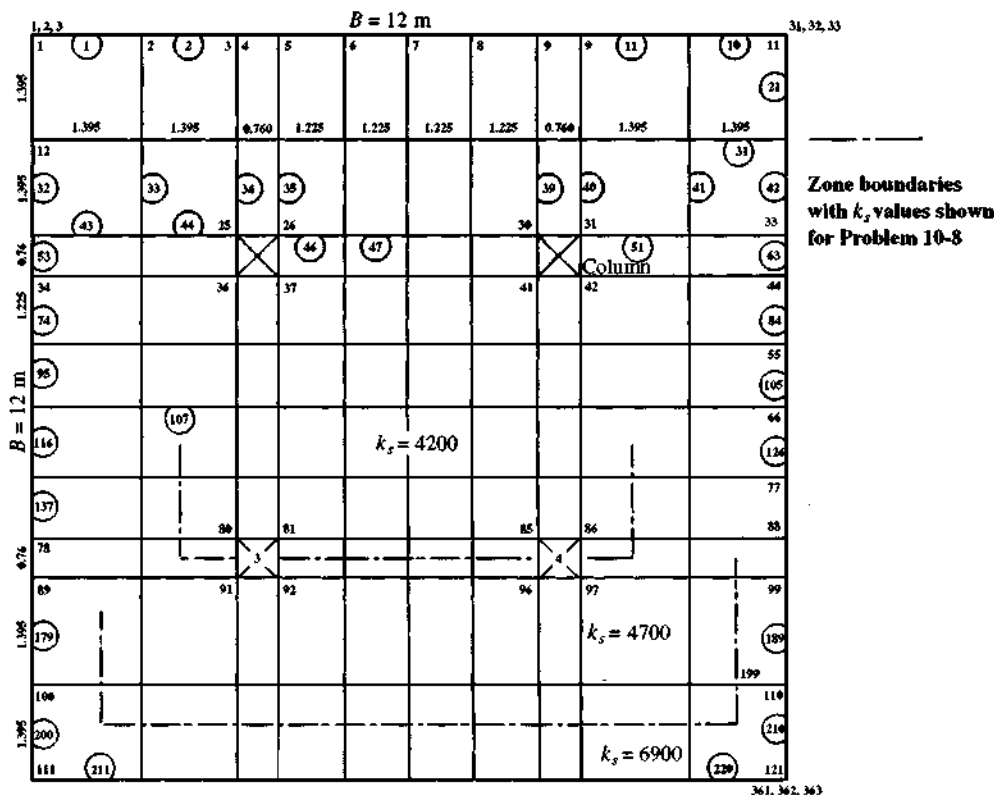 B = 12 m
1, 2, 3
31, 32, 33
1 1 2 2 3 4 5 6 7 8 9 9 11 10 11
1.395
21
1.395 1.395 0.760 1.225 1.225 1.225 1.225 0.760 1.395 1.395
12 31
1.395 32 33 34 35 39 40 41 42
Zone boundaries
with ks values shown
for Problem 10-8
43 44 25 26 30 31 33
0.76 53 46 47 51 63
Column
34 36 37 41 42 44
1.225 74 84
55
95 105
B = 12 m
107 66
116 ks = 4200 126
77
137
80 81 85 86 88
0.76 78 3 4
89 91 92 96 97 99
1.395 179 ks = 4700 189
199
100 110
1.395 200 210
ks = 6900
111 211 220 121
361, 362, 363